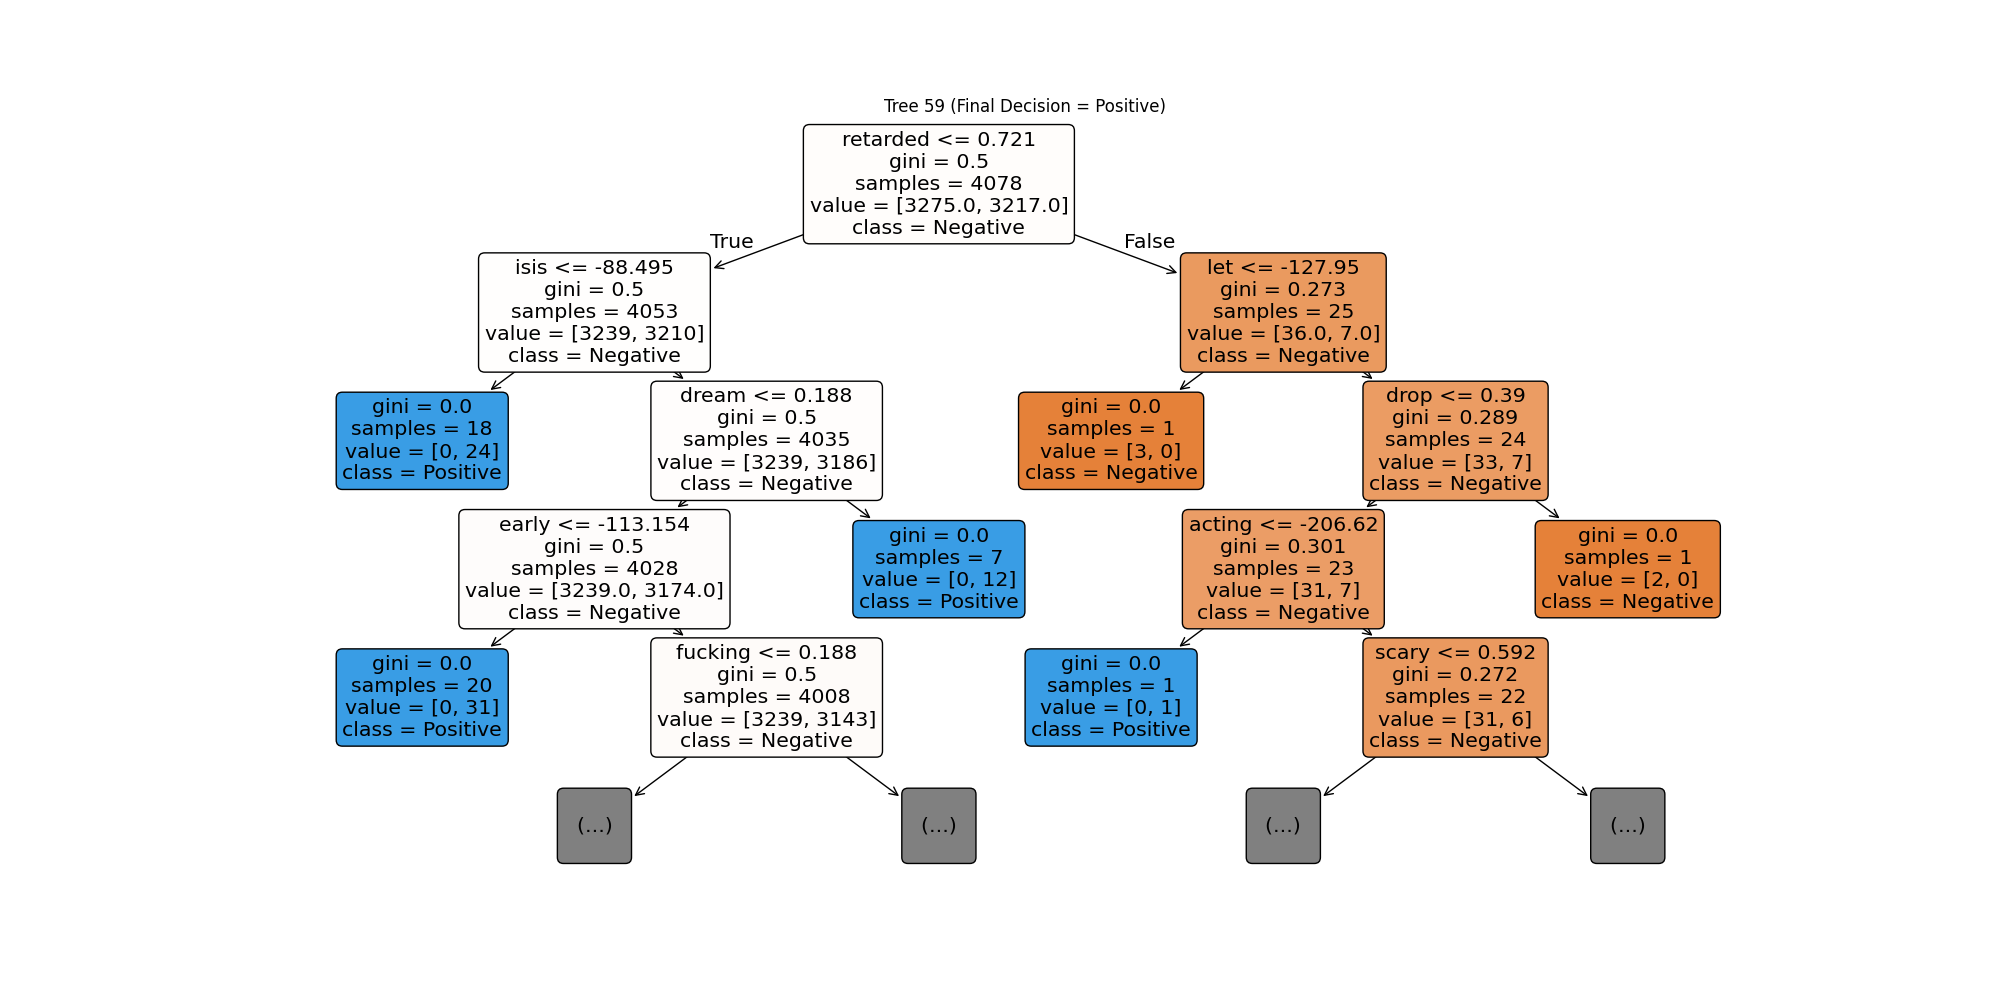 Tree 59 (Final Decision = Positive)
retarded <= 0.721
gini = 0.5
samples = 4078
value = [3275.0, 3217.0]
class = Negative
True
False
isis <= -88.495
gini = 0.5
samples = 4053
value = [3239, 3210]
class = Negative
let <= -127.95
gini = 0.273
samples = 25
value = [36.0, 7.0]
class = Negative
gini = 0.0
samples = 18
value = [0, 24]
class = Positive
dream <= 0.188
gini = 0.5
samples = 4035
value = [3239, 3186]
class = Negative
gini = 0.0
samples = 1
value = [3, 0]
class = Negative
drop <= 0.39
gini = 0.289
samples = 24
value = [33, 7]
class = Negative
early <= -113.154
gini = 0.5
samples = 4028
value = [3239.0, 3174.0]
class = Negative
gini = 0.0
samples = 7
value = [0, 12]
class = Positive
acting <= -206.62
gini = 0.301
samples = 23
value = [31, 7]
class = Negative
gini = 0.0
samples = 1
value = [2, 0]
class = Negative
gini = 0.0
samples = 20
value = [0, 31]
class = Positive
fucking <= 0.188
gini = 0.5
samples = 4008
value = [3239, 3143]
class = Negative
gini = 0.0
samples = 1
value = [0, 1]
class = Positive
scary <= 0.592
gini = 0.272
samples = 22
value = [31, 6]
class = Negative
(...)
(...)
(...)
(...)